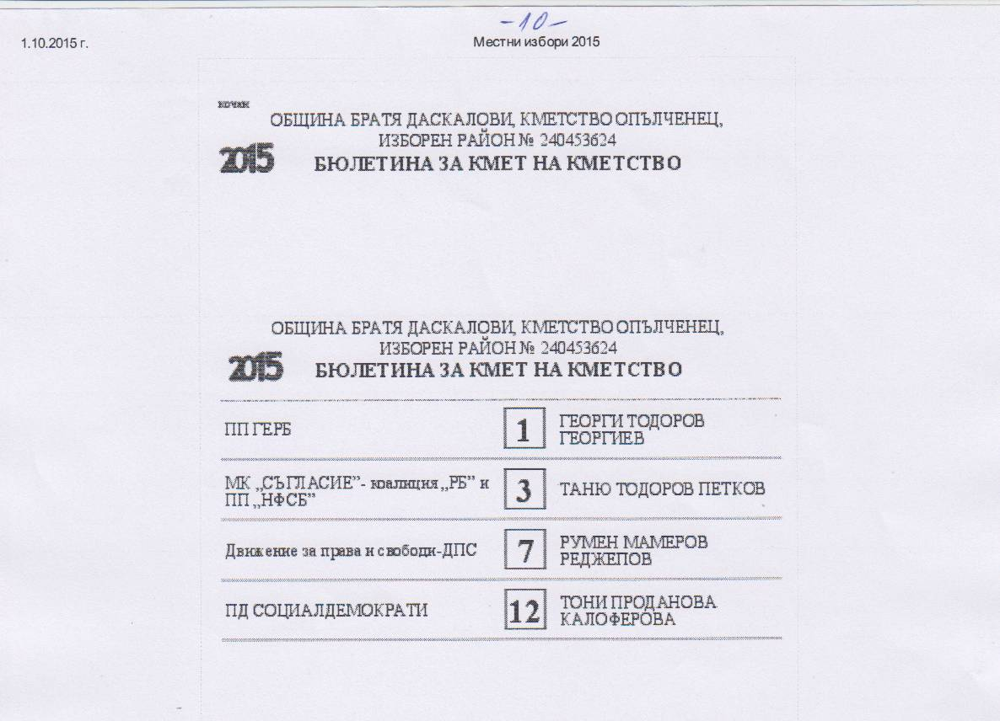 -10-
1.10.2015 г.
Местни избори 2015
кочан
ОБЩИНА БРАТЯ ДАСКАЛОВИ, КМЕТСТВО ОПЪЛЧЕНЕЦ,
ИЗБОРЕН РАЙОН № 240453624
2015
БЮЛЕТИНА ЗА КМЕТ НА КМЕТСТВО
ОБЩИНА БРАТЯ ДАСКАЛОВИ, КМЕТСТВО ОПЪЛЧЕНЕЦ,
ИЗБОРЕН РАЙОН № 240453624
2015
БЮЛЕТИНА ЗА КМЕТ НА КМЕТСТВО
ПП ГЕРБ
1
ГЕОРГИ ТОДОРОВ
ГЕОРГИЕВ
МК „СЪГЛАСИЕ”- коалиция „РБ” и
ПП „НФСБ”
3
ТАНЮ ТОДОРОВ ПЕТКОВ
Движение за права и свободи-ДПС
7
РУМЕН МАМЕРОВ
РЕДЖЕПОВ
ПД СОЦИАЛДЕМОКРАТИ
12
ТОНИ ПРОДАНОВА
КАЛОФЕРОВА